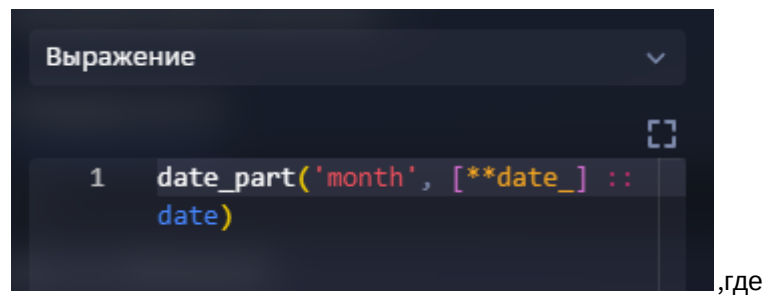 Выражение
1 date_part('month', [**date_] ::
date)
,где